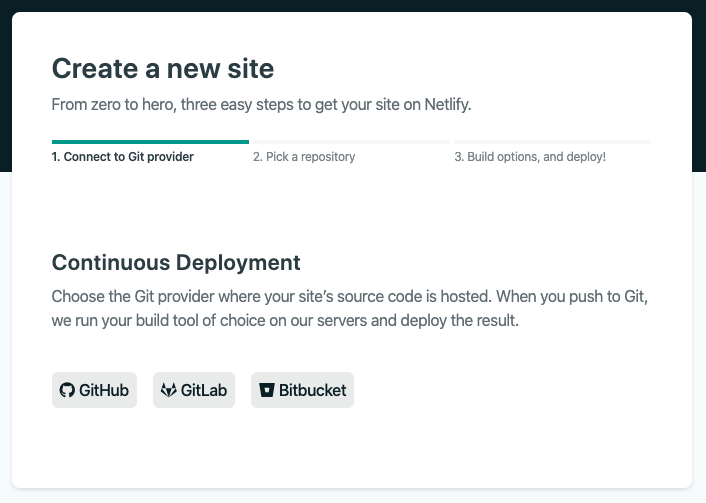 Create a new site
From zero to hero, three easy steps to get your site on Netlify.
1. Connect to Git provider
2. Pick a repository
3. Build options, and deploy!
Continuous Deployment
Choose the Git provider where your site’s source code is hosted. When you push to Git,
we run your build tool of choice on our servers and deploy the result.
GitHub
GitLab
Bitbucket